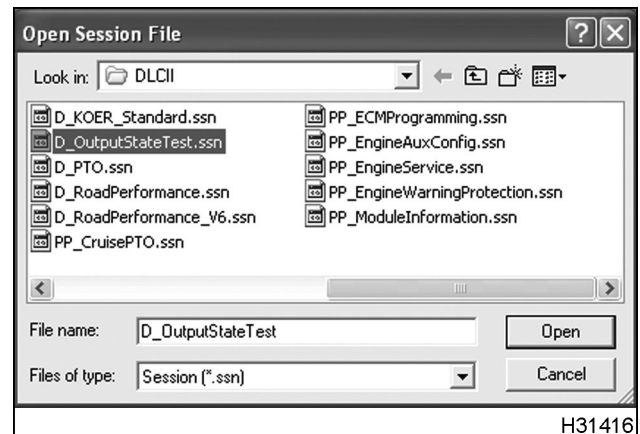 Open Session File
Look in: DLCII
D_KOER_Standard.ssn
D_OutputStateTest.ssn
D_PTO.ssn
D_RoadPerformance.ssn
D_RoadPerformance_V6.ssn
PP_CruisePTO.ssn
PP_ECMProgramming.ssn
PP_EngineAuxConfig.ssn
PP_EngineService.ssn
PP_EngineWarningProtection.ssn
PP_ModuleInformation.ssn
File name: D_OutputStateTest Open
Files of type: Session (*.ssn) Cancel
H31416